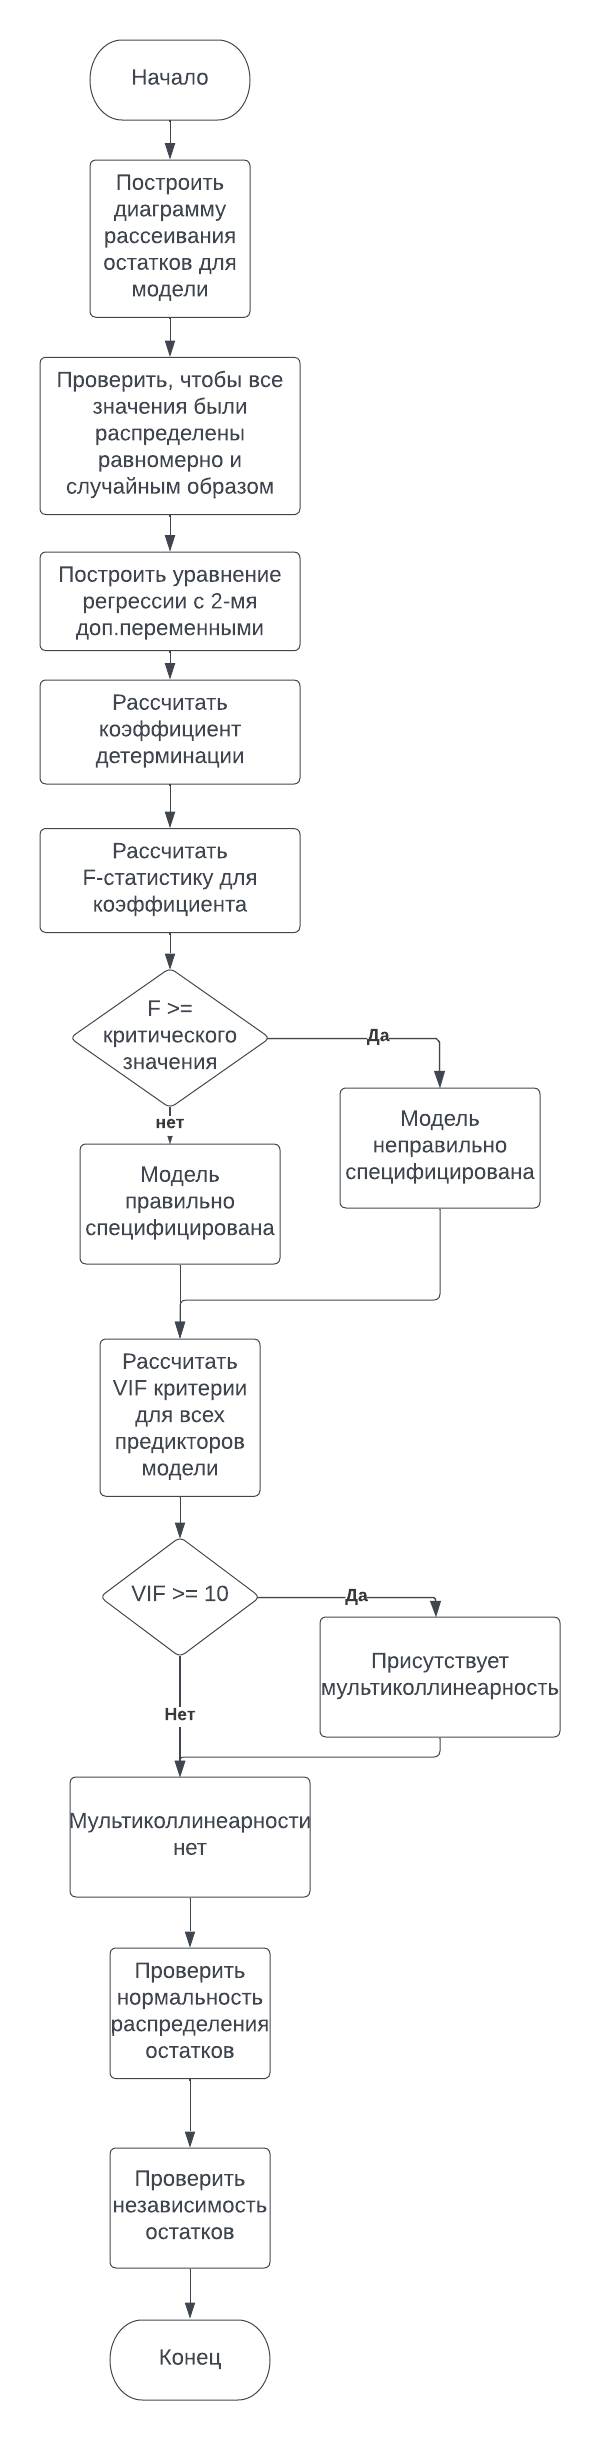 Начало
Построить
диаграмму
рассеивания
остатков для
модели
Проверить, чтобы все
значения были
распределены
равномерно и
случайным образом
Построить уравнение
регрессии с 2-мя
доп.переменными
Рассчитать
коэффициент
детерминации
Рассчитать
F-статистику для
коэффициента
F >=
критического
значения
Да
нет
Модель
неправильно
специфицирована
Модель
правильно
специфицирована
Рассчитать
VIF критерии
для всех
предикторов
модели
VIF >= 10
Да
Присутствует
мультиколлинеарность
Нет
Мультиколлинеарности
нет
Проверить
нормальность
распределения
остатков
Проверить
независимость
остатков
Конец